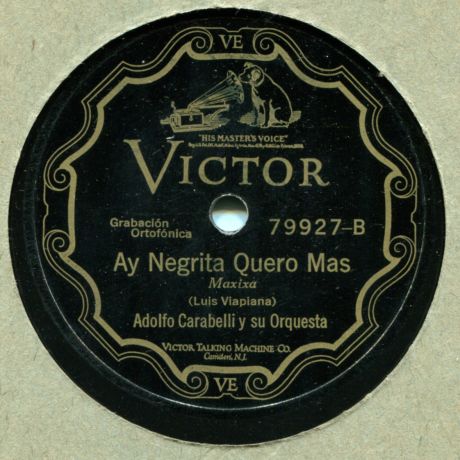 VE
"HIS MASTER'S VOICE"
VICTOR
Grabación
Ortofónica
79927-B
Ay Negrita Quero Mas
Maxixa
(Luis Viapiana)
Adolfo Carabelli y su Orquesta
VICTOR TALKING MACHINE CO.
Camden, N.J.
VE